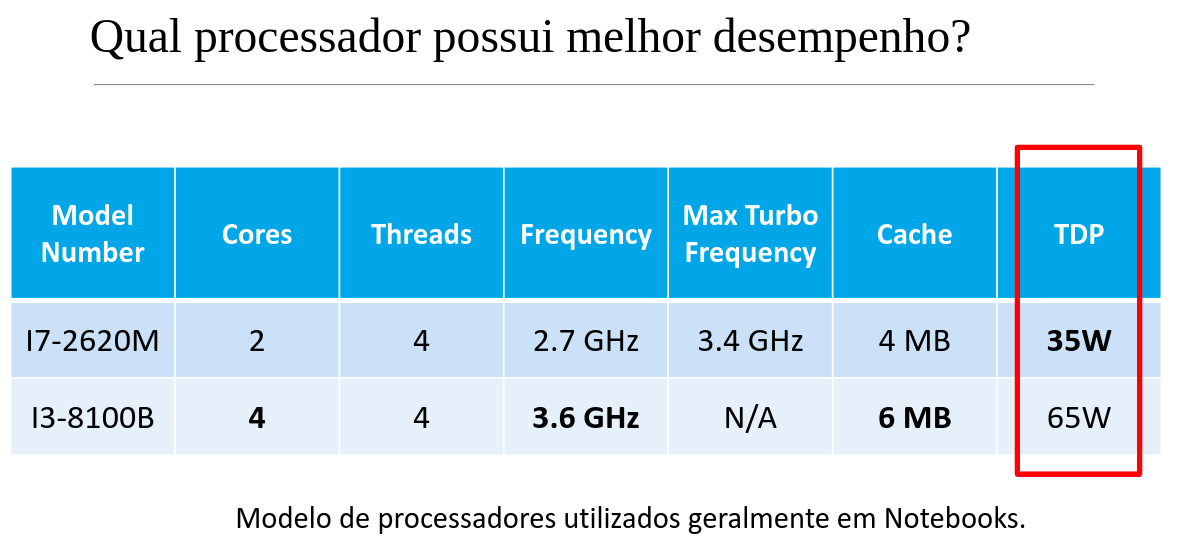 Qual processador possui melhor desempenho?
Model Number Cores Threads Frequency Max Turbo Frequency Cache TDP
I7-2620M 2 4 2.7 GHz 3.4 GHz 4 MB 35W
I3-8100B 4 4 3.6 GHz N/A 6 MB 65W
Modelo de processadores utilizados geralmente em Notebooks.